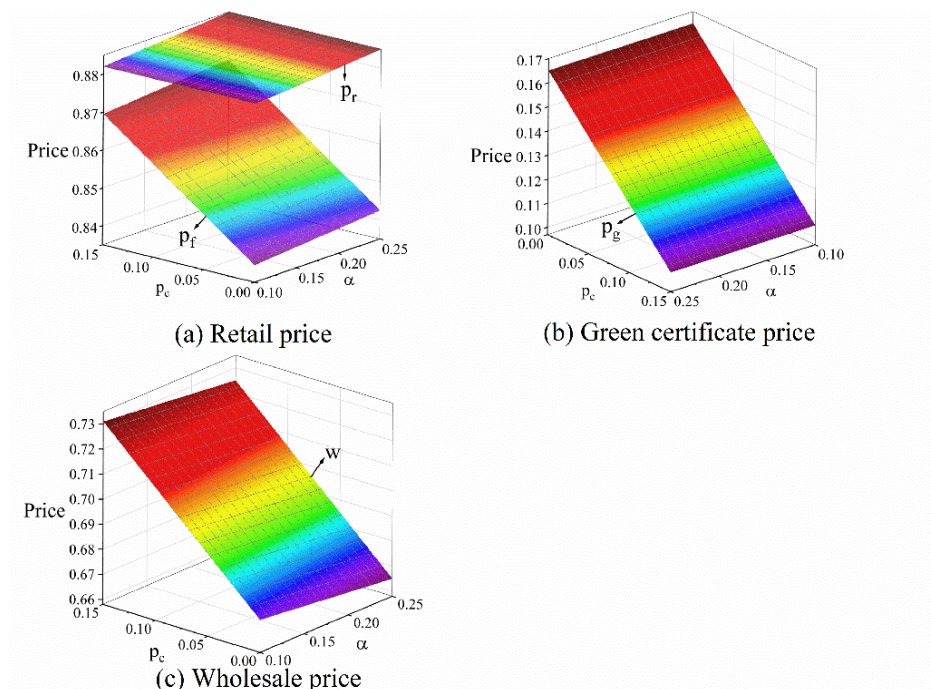 0.88
0.87
Price 0.86
0.85
0.84
0.15
0.10
0.05
0.00
p_c
0.10
0.15
0.20
0.25
α
p_r
p_f
(a) Retail price
0.17
0.16
0.15
0.14
Price 0.13
0.12
0.11
0.10
0.00
0.05
0.10
0.15
p_c
0.25
0.20
0.15
0.10
α
p_g
(b) Green certificate price
0.73
0.72
0.71
0.70
Price 0.69
0.68
0.67
0.66
0.15
0.10
0.05
0.00
p_c
0.10
0.15
0.20
0.25
α
w
(c) Wholesale price